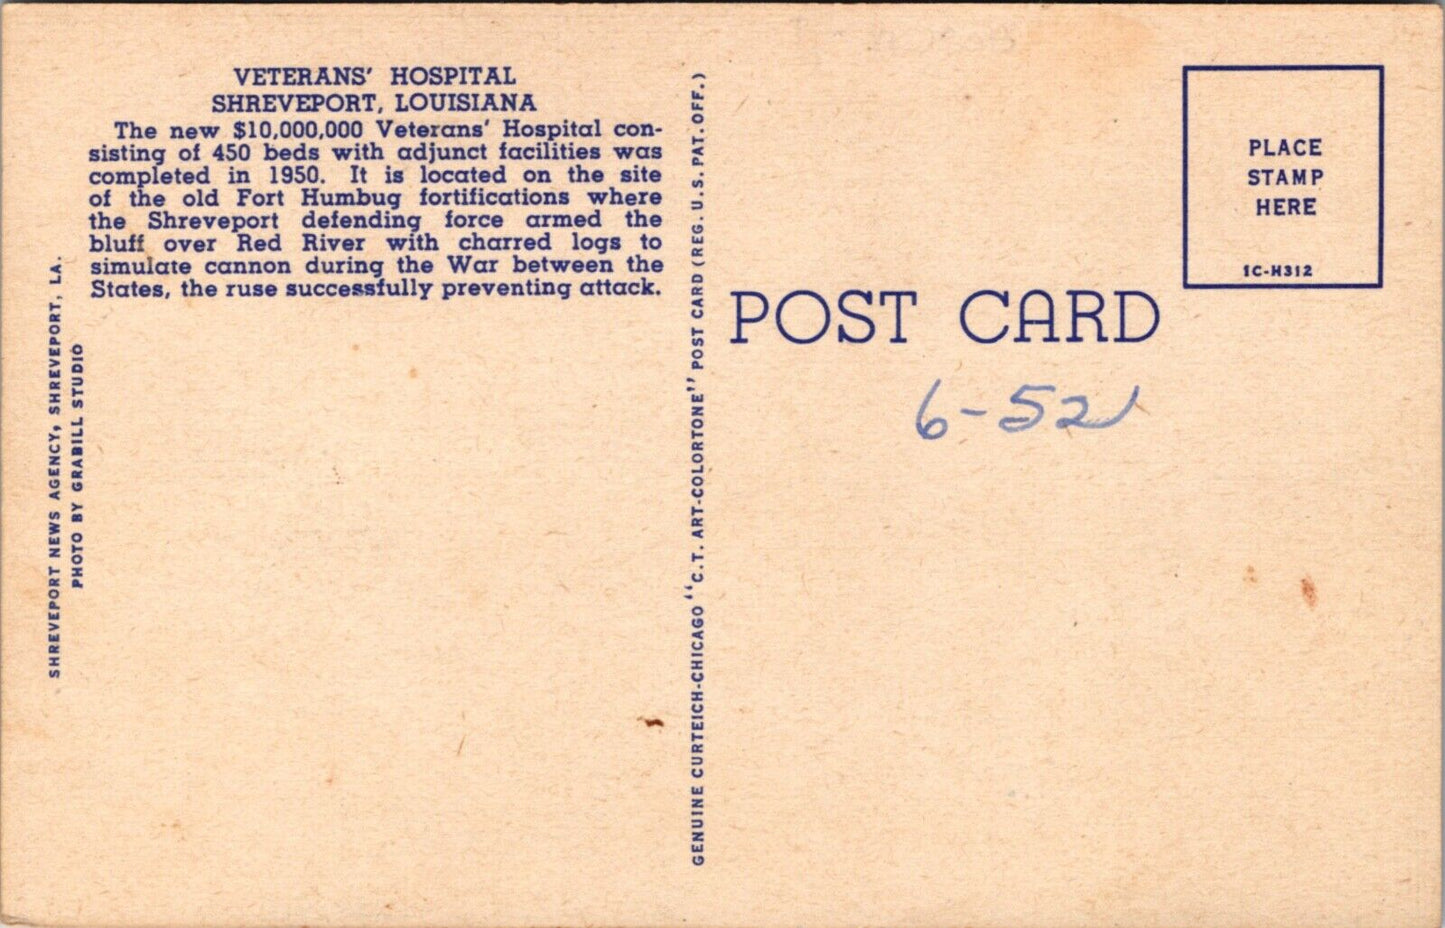 VETERANS' HOSPITAL
SHREVEPORT, LOUISIANA
The new $10,000,000 Veterans' Hospital con-
sisting of 450 beds with adjunct facilities was
completed in 1950. It is located on the site
of the old Fort Humbug fortifications where
the Shreveport defending force armed the
bluff over Red River with charred logs to
simulate cannon during the War between the
States, the ruse successfully preventing attack.
SHREVEPORT NEWS AGENCY, SHREVEPORT, LA.
PHOTO BY GRABILL STUDIO
GENUINE CURTEICH-CHICAGO "C.T. ART-COLORTONE" POST CARD (REG. U.S. PAT. OFF.)
POST CARD
6-52
PLACE
STAMP
HERE
1C-H312